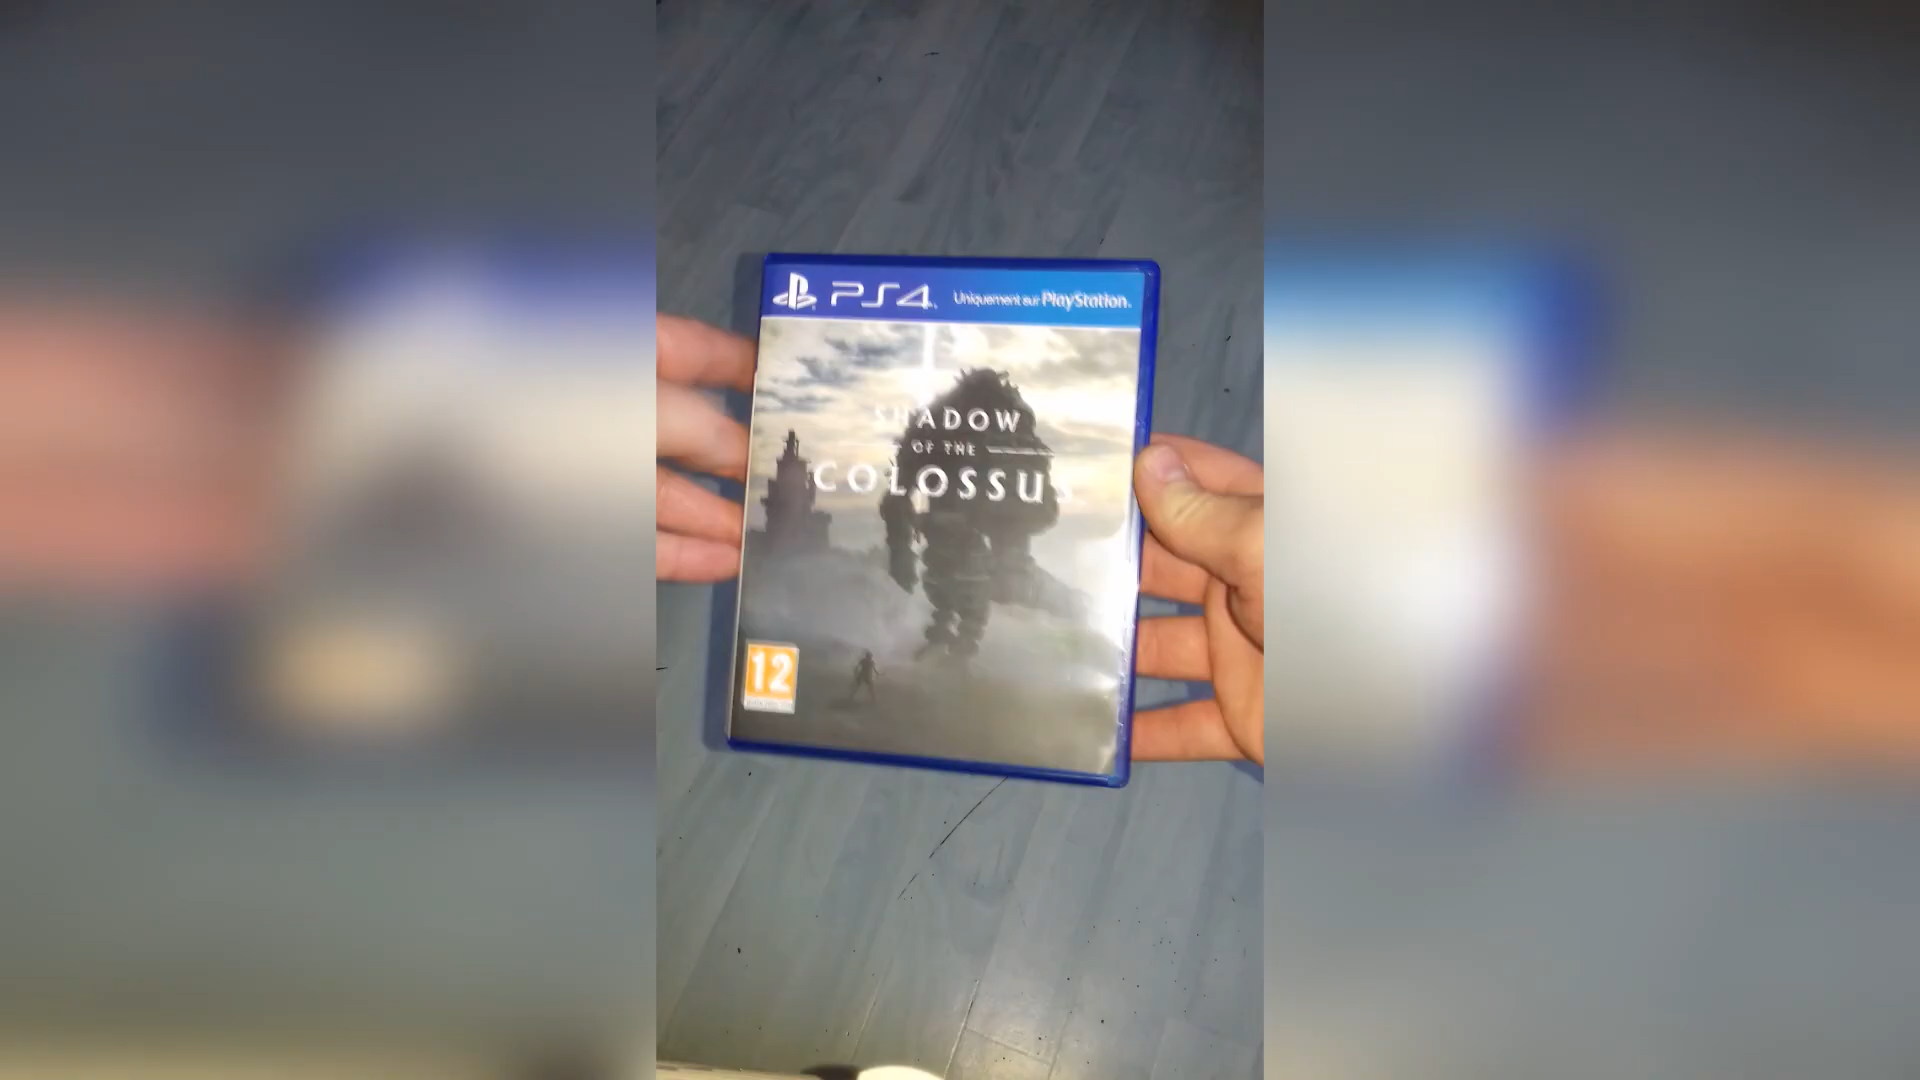 PS4 Uniquement sur PlayStation.
SHADOW
OF THE
COLOSSUS
12